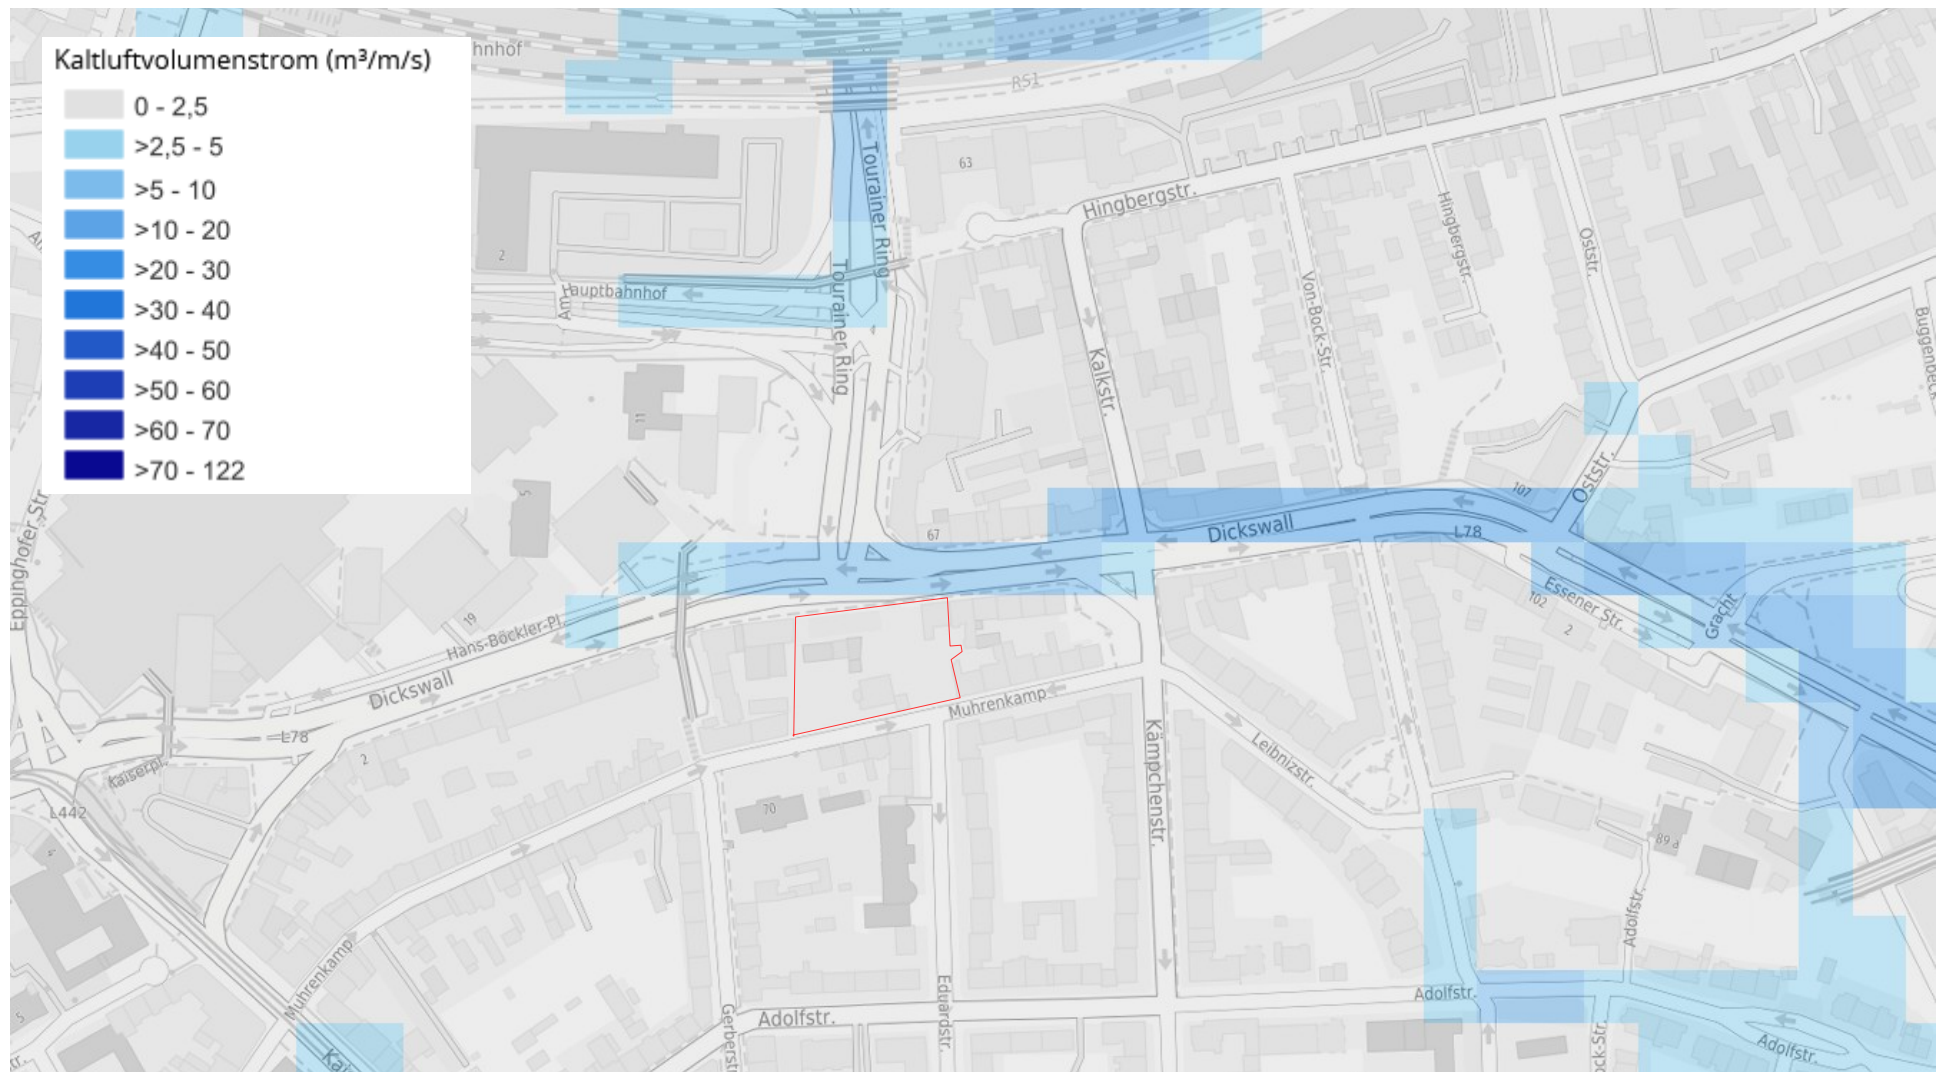 Kaltluftvolumenstrom (m³/m/s)
0 - 2,5
>2,5 - 5
>5 - 10
>10 - 20
>20 - 30
>30 - 40
>40 - 50
>50 - 60
>60 - 70
>70 - 122
hnhof
RS1
63
2
Tourainer Ring
Tourainer Ring
Hauptbahnhof
Am
Hingbergstr.
Hingbergstr.
Oststr.
Von-Bock-Str.
Kalkstr.
Buggenbeck
11
5
67
107
Oststr.
Dickswall
L78
Eppinghofer Str.
19
Hans-Böckler-Pl.
Dickswall
Essener Str.
102
2
Gracht
Muhrenkamp
L78
Kaiserpl.
2
L442
4
70
Kämpchenstr.
Leibnizstr.
89 a
Adolfstr.
Muhrenkamp
5
Gerberstr
Adolfstr.
Eduardstr.
Adolfstr.
ock-Str.
Adolfstr.
Kai